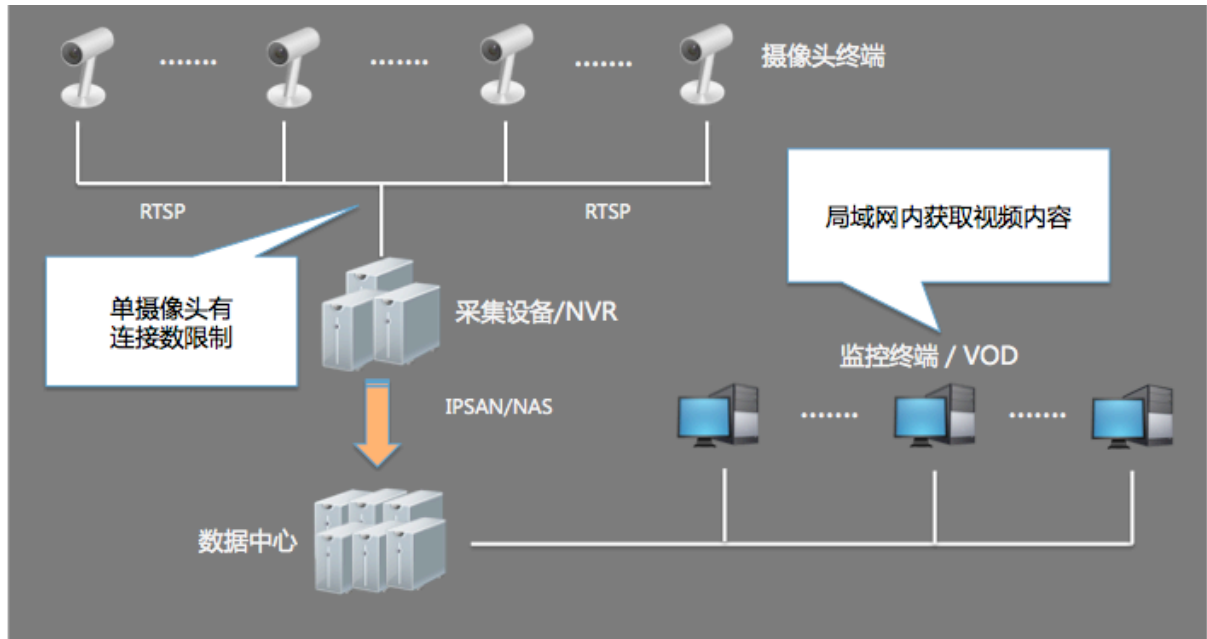 摄像头终端
RTSP
RTSP
局域网内获取视频内容
单摄像头有
连接数限制
采集设备/NVR
监控终端 / VOD
IPSAN/NAS
数据中心